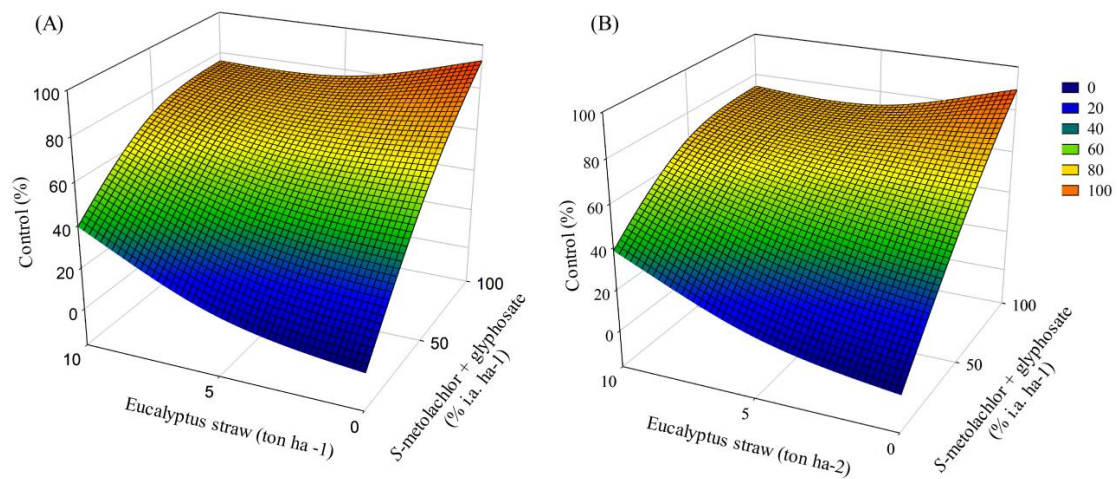 (A)
100
80
60
40
20
0
Control (%)
10
5
0
Eucalyptus straw (ton ha -1)
100
50
S-metolachlor + glyphosate
(% i.a. ha-1)
(B)
100
80
60
40
20
0
Control (%)
10
5
0
Eucalyptus straw (ton ha-2)
100
50
S-metolachlor + glyphosate
(% i.a. ha-1)
0
20
40
60
80
100